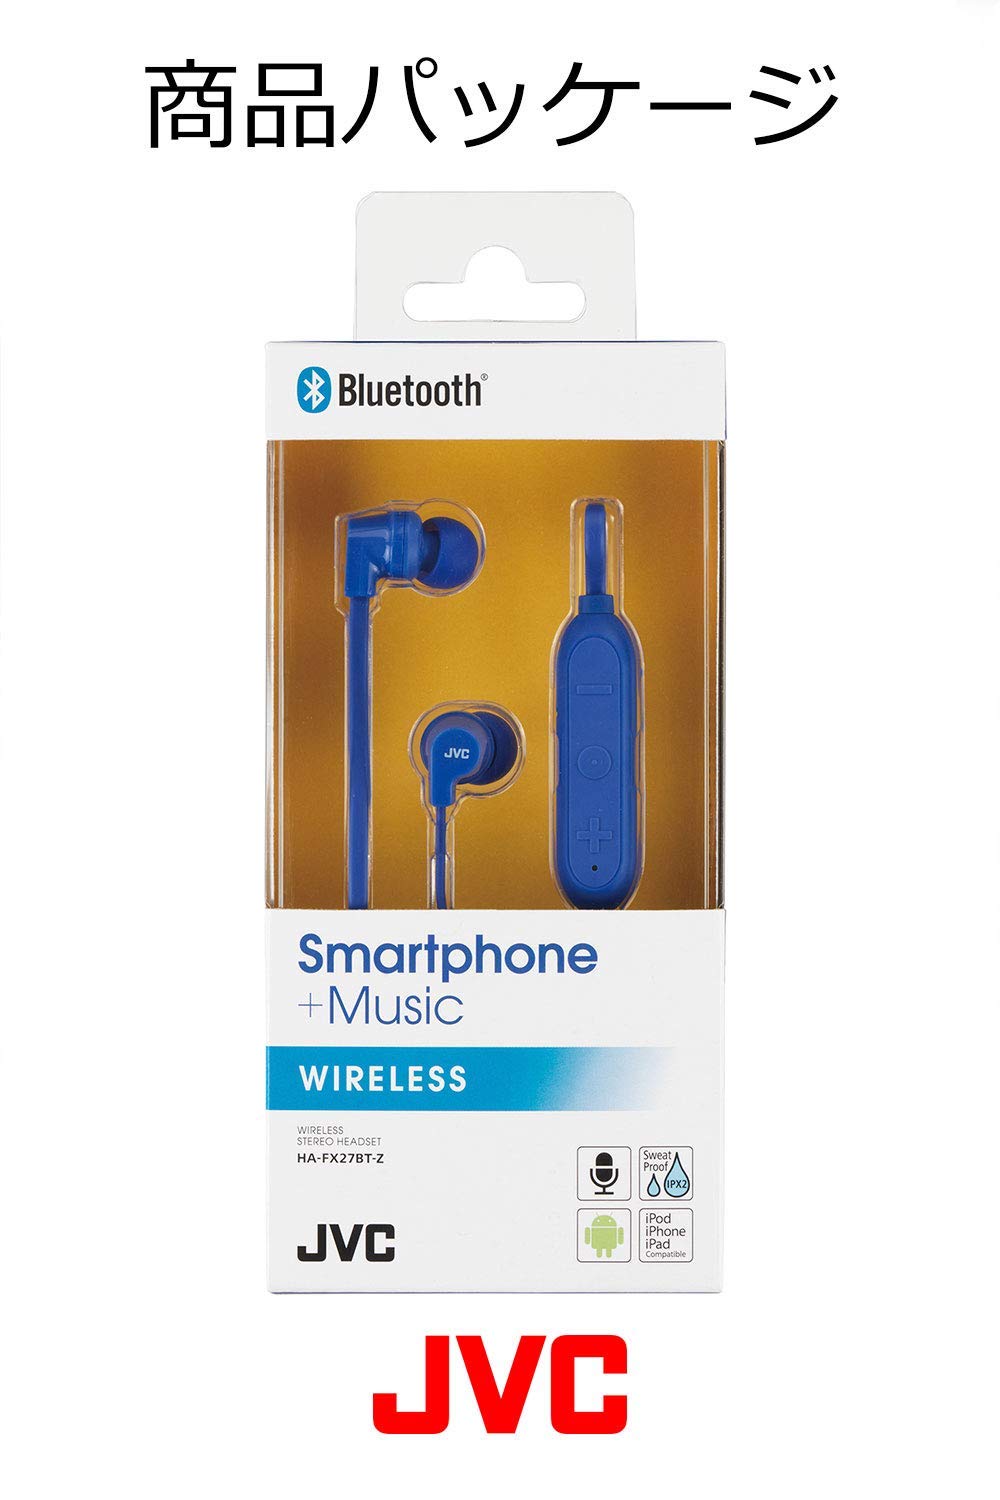 商品パッケージ
Bluetooth®
JVC
Smartphone
+Music
WIRELESS
WIRELESS
STEREO HEADSET
HA-FX27BT-Z
JVC
Sweat
Proof
IPX2
iPod
iPhone
iPad
Compatible
JVC